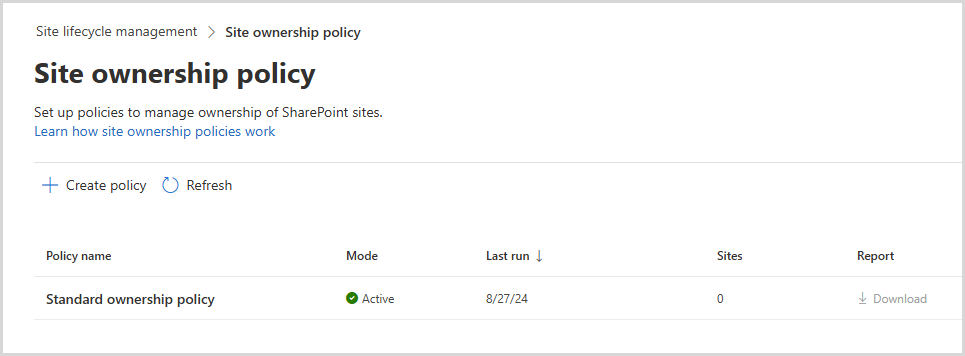 Site lifecycle management > Site ownership policy
Site ownership policy
Set up policies to manage ownership of SharePoint sites.
Learn how site ownership policies work
Create policy Refresh
Policy name Mode Last run ↓ Sites Report
Standard ownership policy Active 8/27/24 0 Download